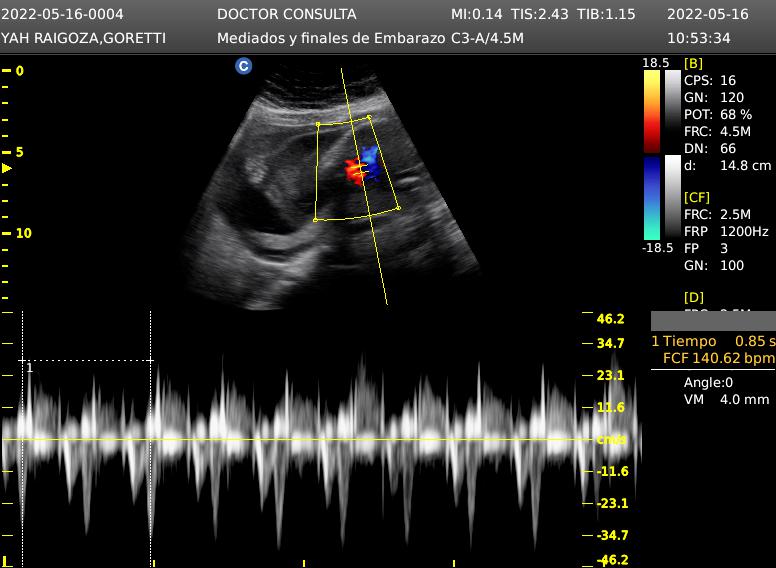 2022-05-16-0004 DOCTOR CONSULTA MI:0.14 TIS:2.43 TIB:1.15 2022-05-16
YAH RAIGOZA,GORETTI Mediados y finales de Embarazo C3-A/4.5M 10:53:34
C
0
5
10
18.5
-18.5
[B]
CPS: 16
GN: 120
POT: 68 %
FRC: 4.5M
DN: 66
d: 14.8 cm
[CF]
FRC: 2.5M
FRP 1200Hz
FP 3
GN: 100
[D]
1 Tiempo 0.85 s
FCF 140.62 bpm
Angle:0
VM 4.0 mm
1
46.2
34.7
23.1
11.6
cm/s
-11.6
-23.1
-34.7
-46.2